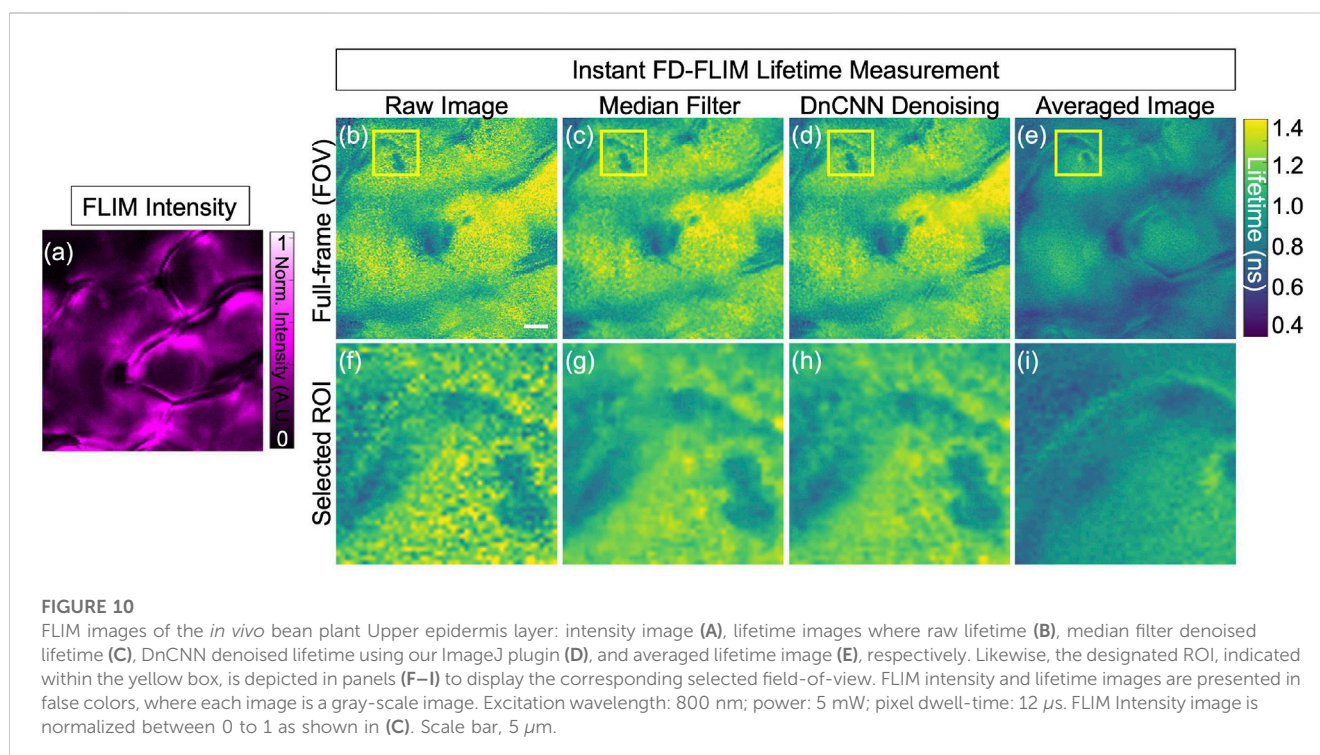 Instant FD-FLIM Lifetime Measurement
Raw Image Median Filter DnCNN Denoising Averaged Image
FLIM Intensity
(a)
1
Norm. Intensity (A.U
0
Full-frame (FOV)
(b) (c) (d) (e)
1.4
1.2
1.0
0.8
0.6
0.4
Lifetime (ns)
Selected ROI
(f) (g) (h) (i)
FIGURE 10
FLIM images of the in vivo bean plant Upper epidermis layer: intensity image (A), lifetime images where raw lifetime (B), median filter denoised
lifetime (C), DnCNN denoised lifetime using our ImageJ plugin (D), and averaged lifetime image (E), respectively. Likewise, the designated ROI, indicated
within the yellow box, is depicted in panels (F–I) to display the corresponding selected field-of-view. FLIM intensity and lifetime images are presented in
false colors, where each image is a gray-scale image. Excitation wavelength: 800 nm; power: 5 mW; pixel dwell-time: 12 µs. FLIM Intensity image is
normalized between 0 to 1 as shown in (C). Scale bar, 5 µm.